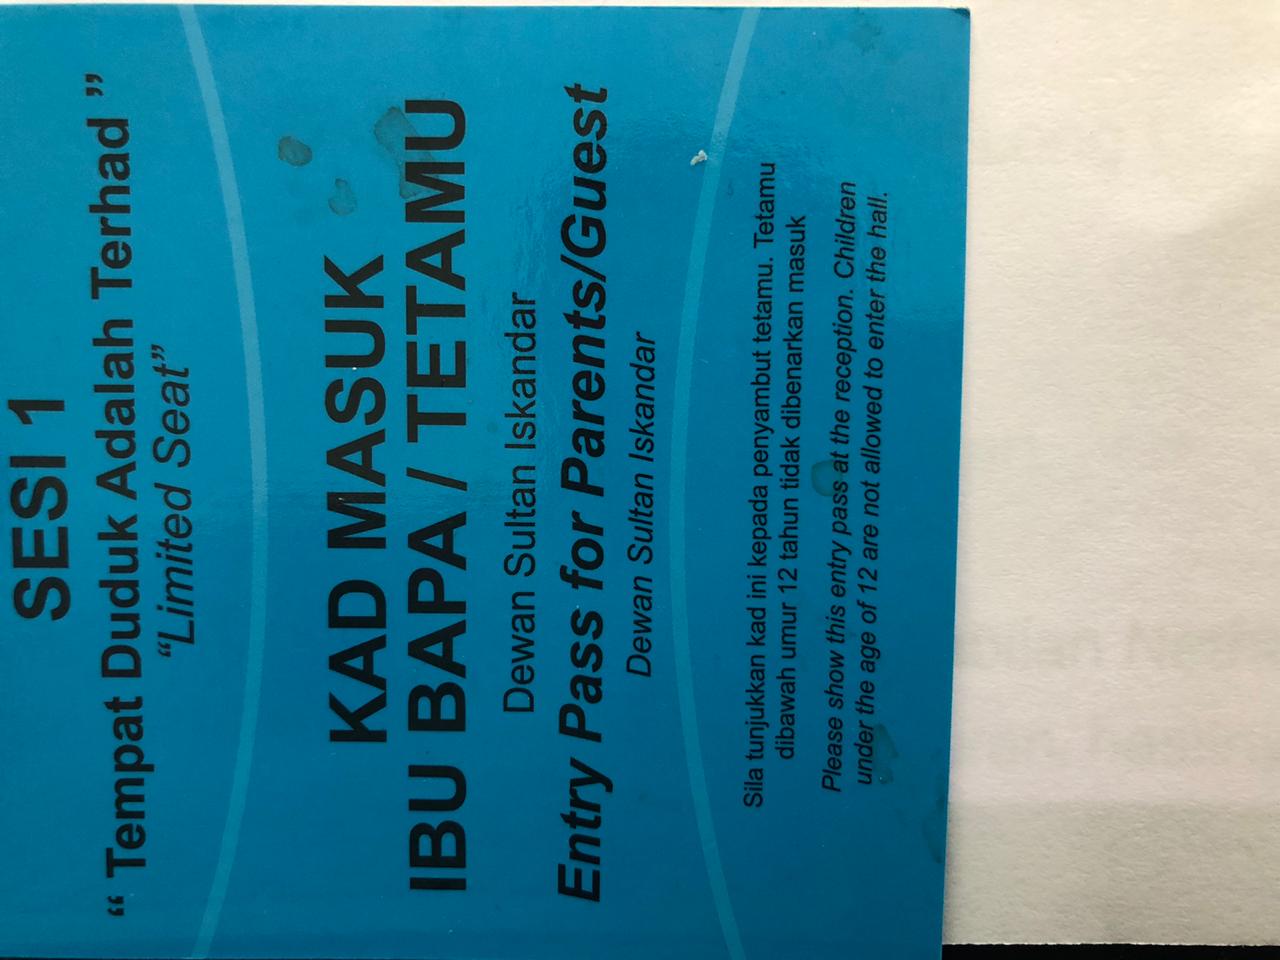 SESI 1
“ Tempat Duduk Adalah Terhad ”
“Limited Seat”
KAD MASUK
IBU BAPA / TETAMU
Dewan Sultan Iskandar
Entry Pass for Parents/Guest
Dewan Sultan Iskandar
Sila tunjukkan kad ini kepada penyambut tetamu. Tetamu
dibawah umur 12 tahun tidak dibenarkan masuk
Please show this entry pass at the reception. Children
under the age of 12 are not allowed to enter the hall.